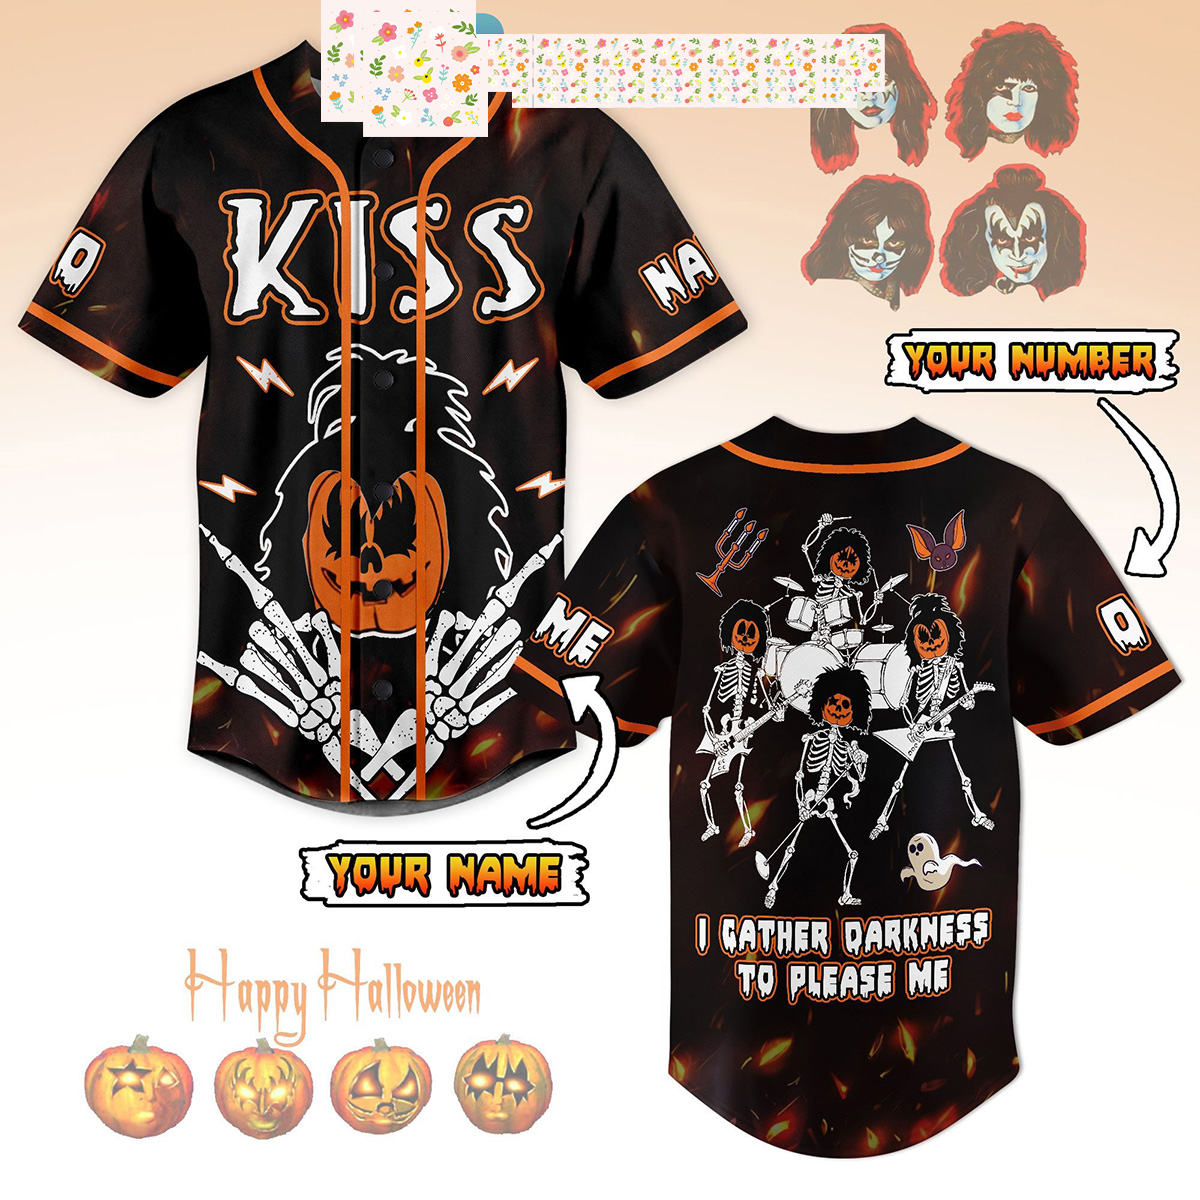 KISS
0
NA
YOUR NUMBER
ME
0
YOUR NAME
I GATHER DARKNESS
TO PLEASE ME
Happy Halloween